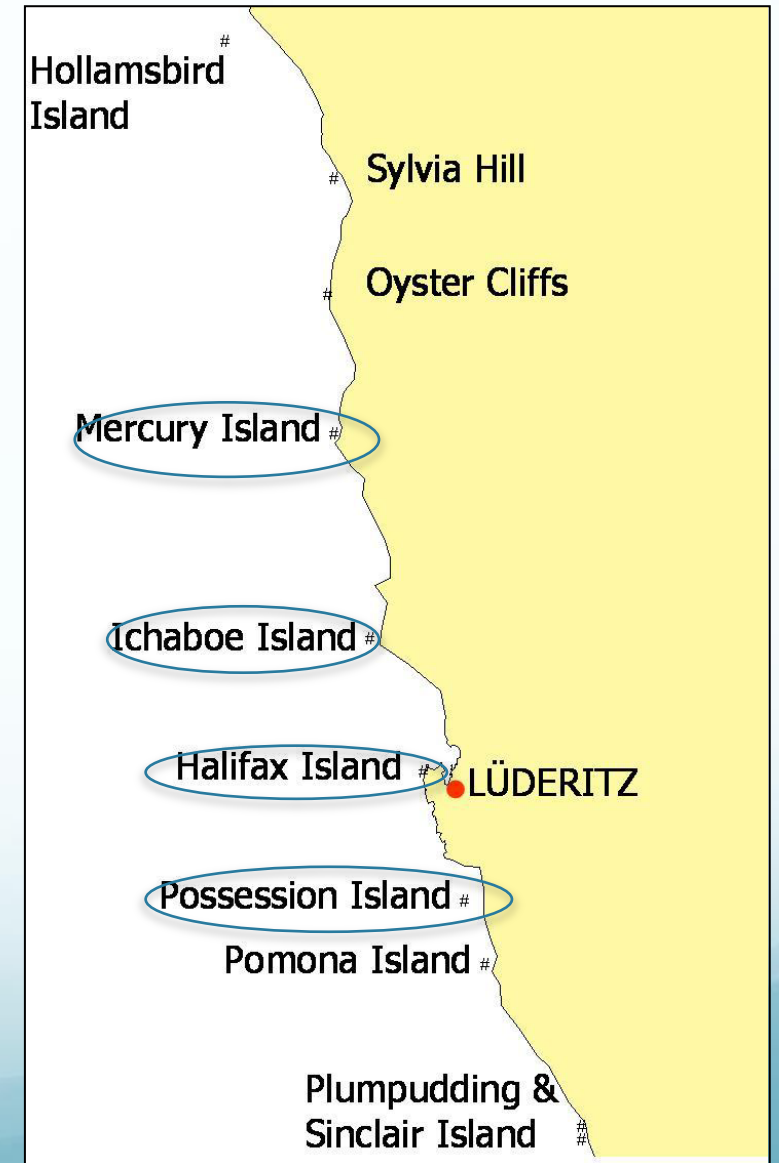 Hollamsbird
Island
Sylvia Hill
Oyster Cliffs
Mercury Island
Ichaboe Island
Halifax Island
LÜDERITZ
Possession Island
Pomona Island
Plumpudding &
Sinclair Island